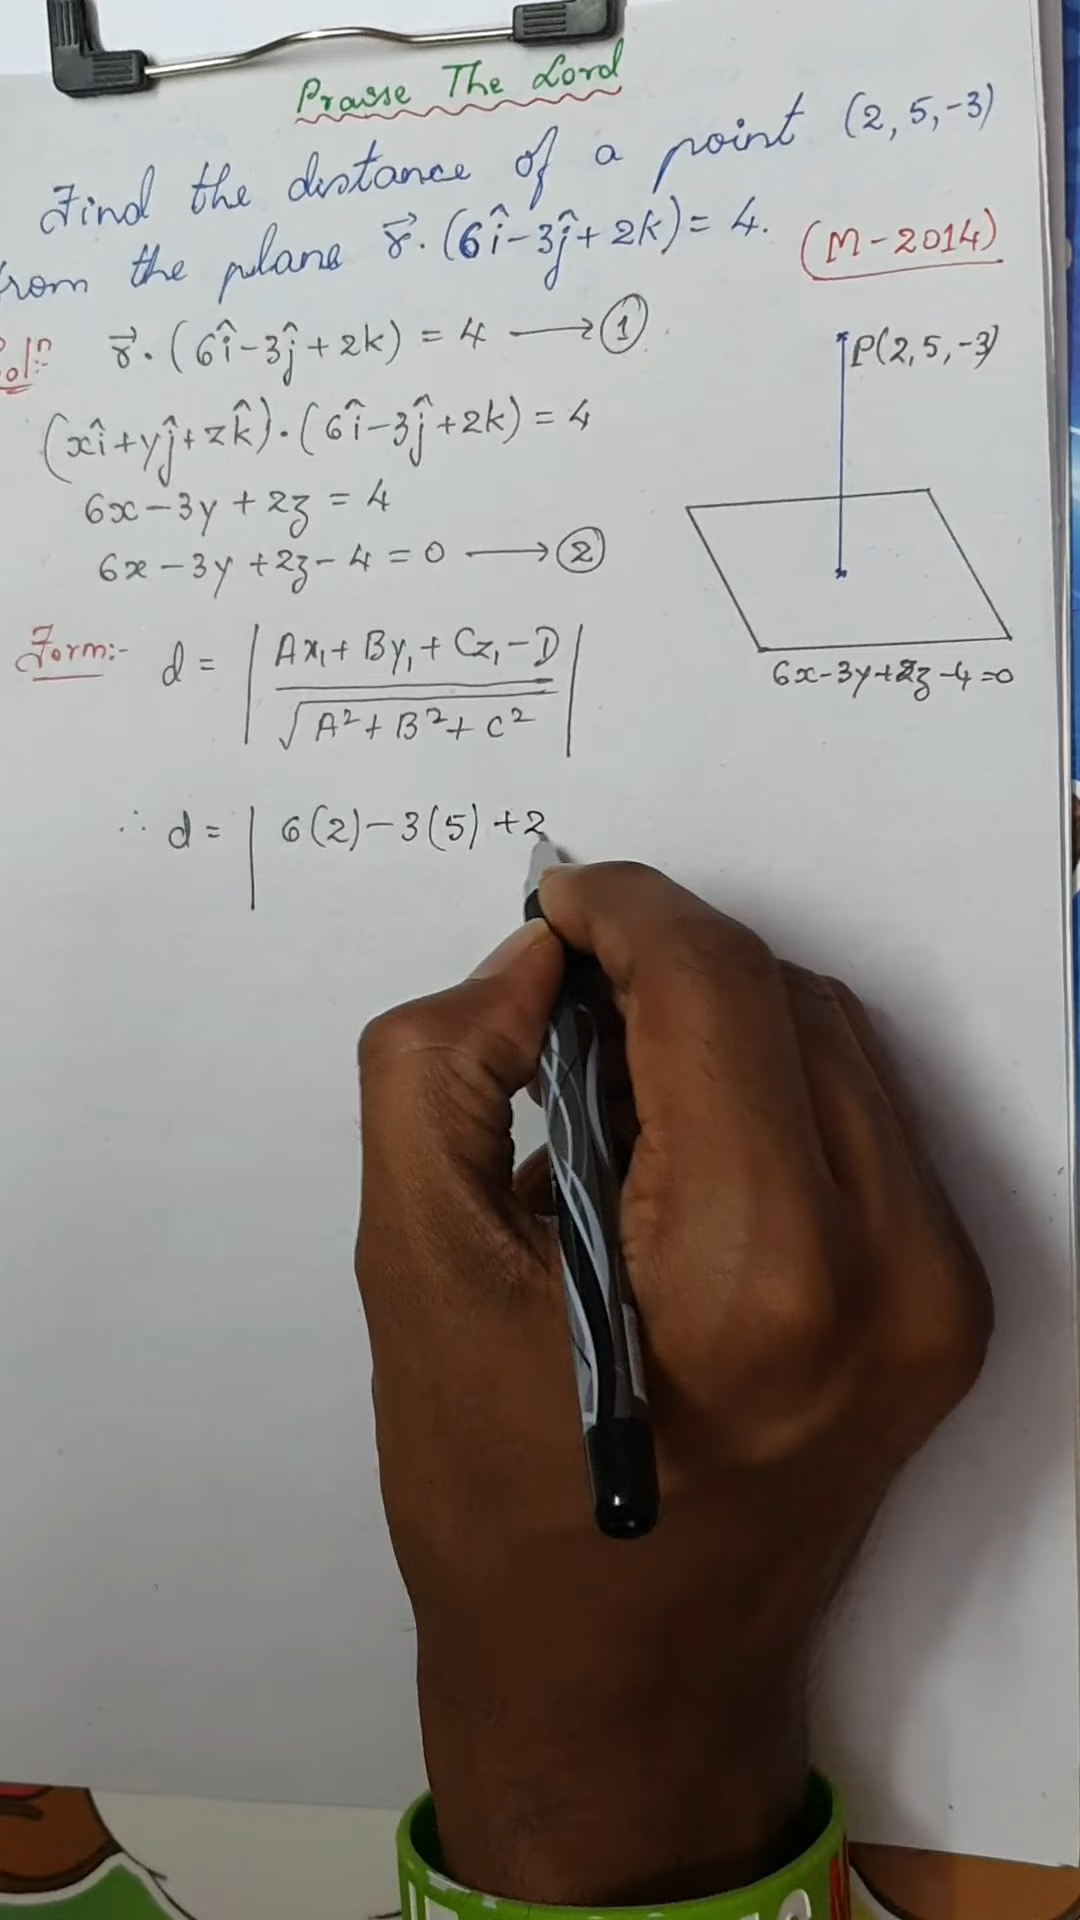 Praise The Lord
Find the distance of a point (2, 5, -3)
from the plane r⃗. (6î - 3ĵ + 2k) = 4.
(M - 2014)
Solⁿ:- r⃗. (6î - 3ĵ + 2k) = 4 ⟶ ①
P(2, 5, -3)
(xî + yĵ + zk̂). (6î - 3ĵ + 2k) = 4
6x - 3y + 2z = 4
6x - 3y + 2z - 4 = 0 ⟶ ②
6x - 3y + 2z - 4 = 0
Form:- d = | Ax₁ + By₁ + Cz₁ - D / √A² + B² + C² |
∴ d = | 6(2) - 3(5) + 2